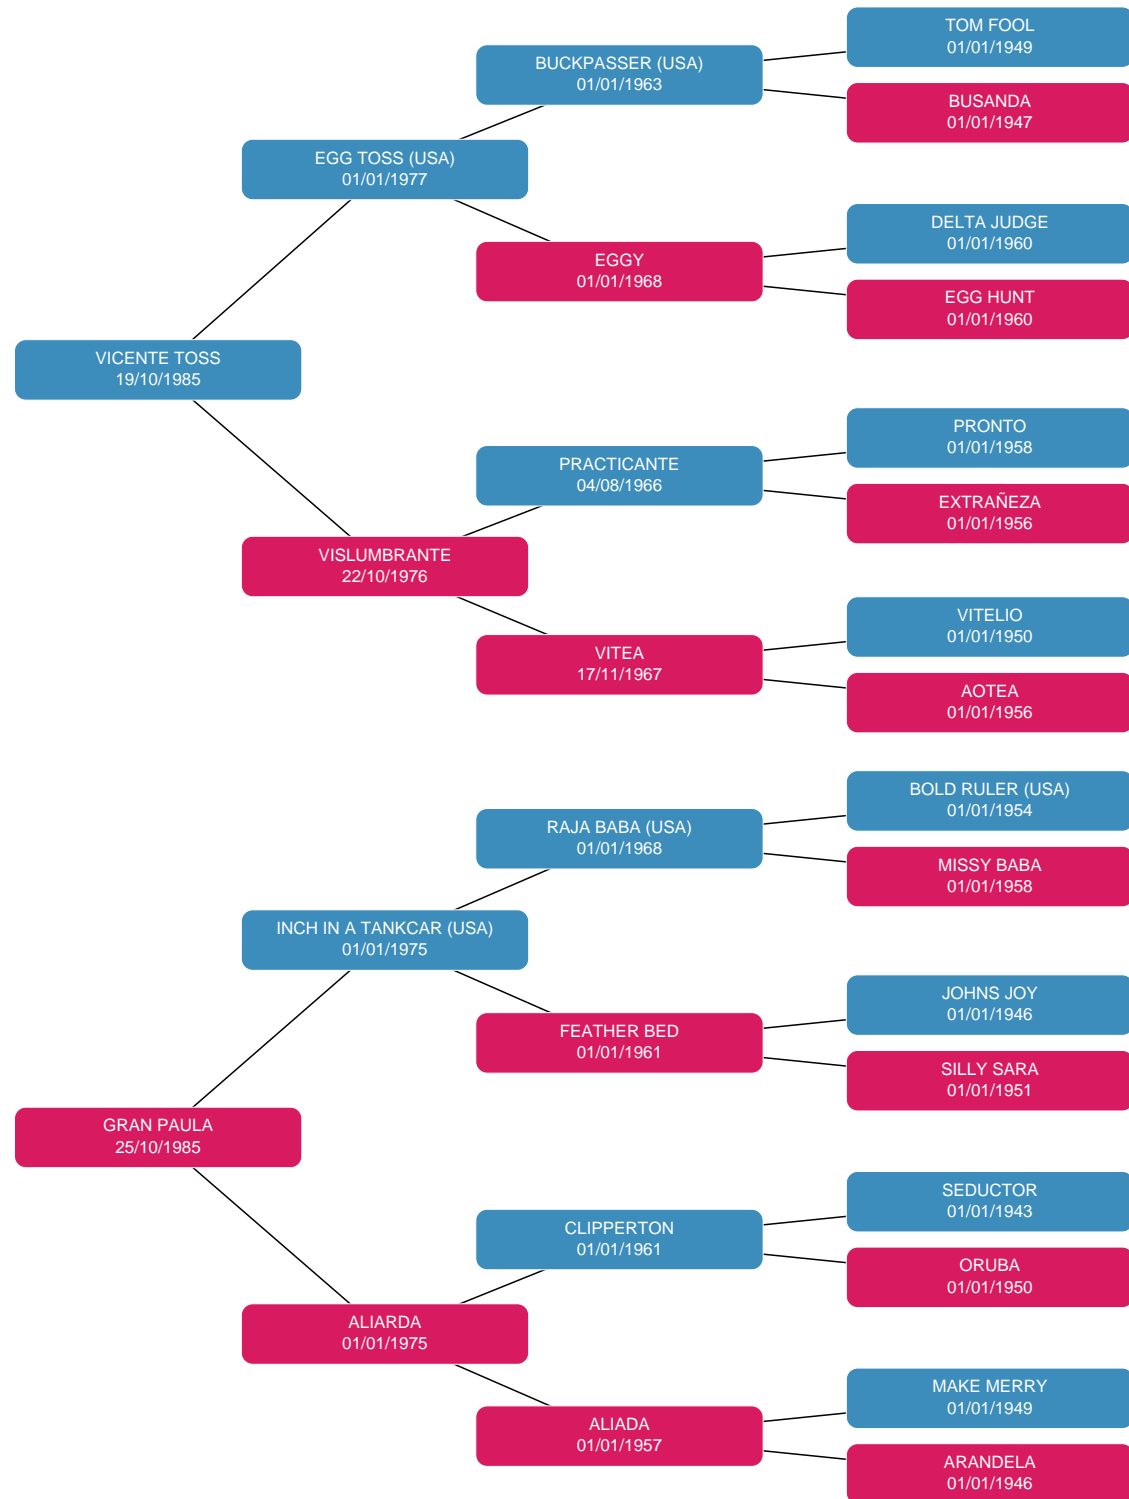 TOM FOOL
01/01/1949
BUCKPASSER (USA)
01/01/1963
BUSANDA
01/01/1947
EGG TOSS (USA)
01/01/1977
DELTA JUDGE
01/01/1960
EGGY
01/01/1968
EGG HUNT
01/01/1960
VICENTE TOSS
19/10/1985
PRONTO
01/01/1958
PRACTICANTE
04/08/1966
EXTRAÑEZA
01/01/1956
VISLUMBRANTE
22/10/1976
VITELIO
01/01/1950
VITEA
17/11/1967
AOTEA
01/01/1956
BOLD RULER (USA)
01/01/1954
RAJA BABA (USA)
01/01/1968
MISSY BABA
01/01/1958
INCH IN A TANKCAR (USA)
01/01/1975
JOHNS JOY
01/01/1946
FEATHER BED
01/01/1961
SILLY SARA
01/01/1951
GRAN PAULA
25/10/1985
SEDUCTOR
01/01/1943
CLIPPERTON
01/01/1961
ORUBA
01/01/1950
ALIARDA
01/01/1975
MAKE MERRY
01/01/1949
ALIADA
01/01/1957
ARANDELA
01/01/1946